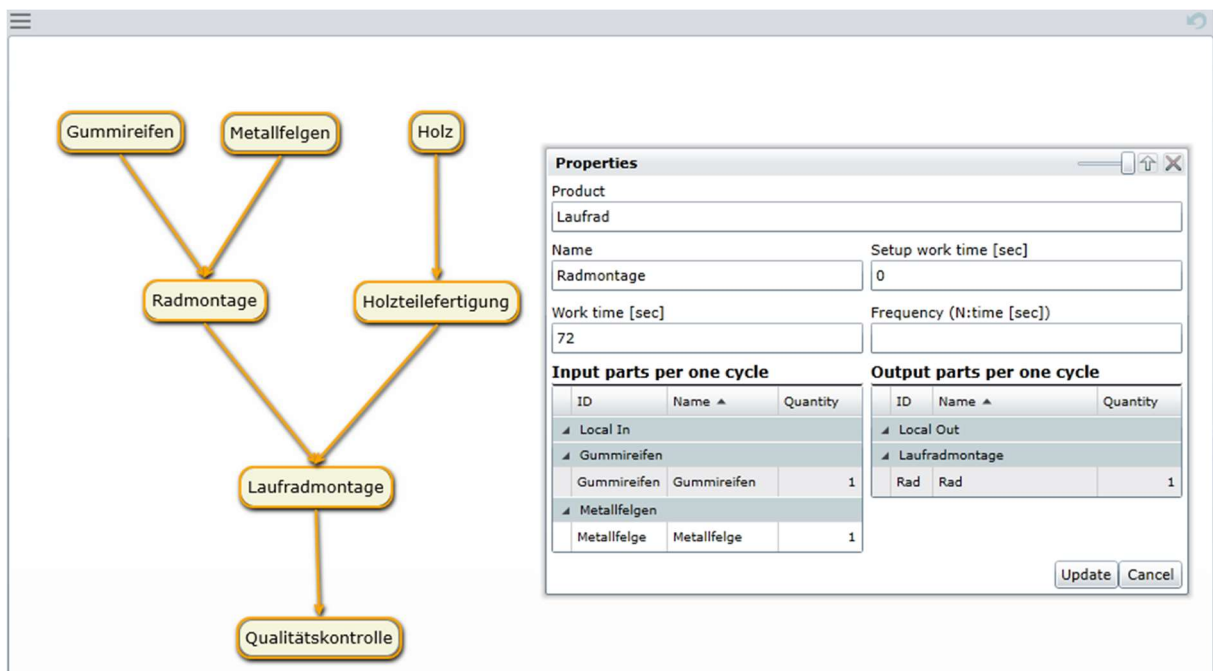 Gummireifen
Metallfelgen
Holz
Radmontage
Holzteilefertigung
Laufradmontage
Qualitätskontrolle
Properties
Product
Laufrad
Name
Setup work time [sec]
Radmontage
0
Work time [sec]
Frequency (N:time [sec])
72
Input parts per one cycle
ID Name Quantity
Local In
Gummireifen
Gummireifen Gummireifen 1
Metallfelgen
Metallfelge Metallfelge 1
Output parts per one cycle
ID Name Quantity
Local Out
Laufradmontage
Rad Rad 1
Update Cancel